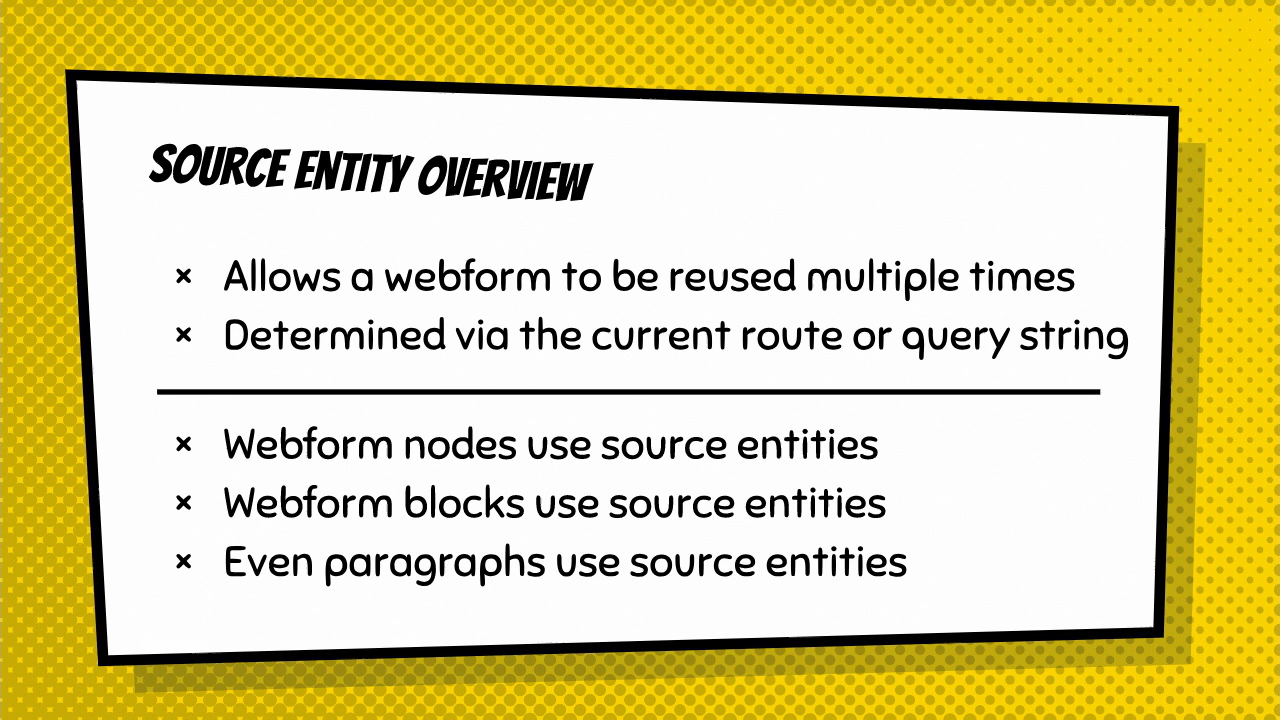 SOURCE ENTITY OVERVIEW
× Allows a webform to be reused multiple times
× Determined via the current route or query string
× Webform nodes use source entities
× Webform blocks use source entities
× Even paragraphs use source entities